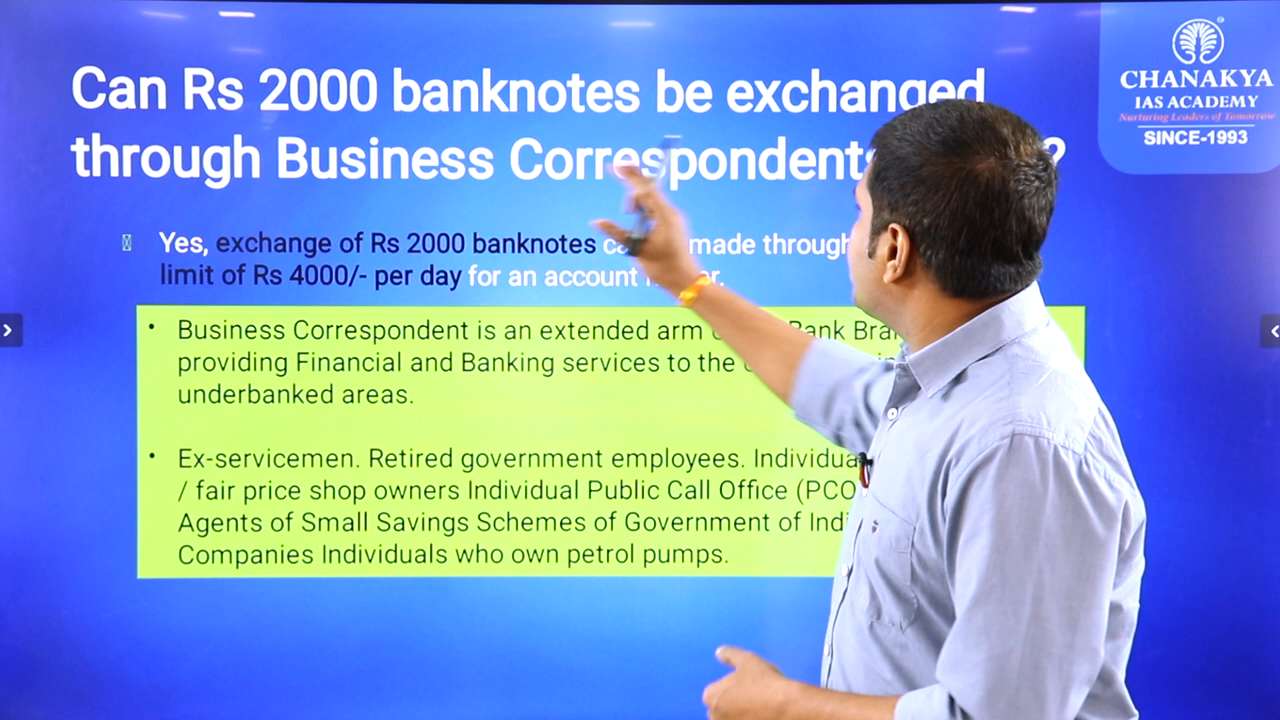 Can Rs 2000 banknotes be exchanged
through Business Correspondents ?
Yes, exchange of Rs 2000 banknotes made through
limit of Rs 4000/- per day for an account
• Business Correspondent is an extended arm Bank
providing Financial and Banking services to the
underbanked areas.
• Ex-servicemen. Retired government employees.
/ fair price shop owners Individual Public Call Office (PCO
Agents of Small Savings Schemes of Government of
Companies Individuals who own petrol pumps.
CHANAKYA
IAS ACADEMY
Nurturing Leaders of Tomorrow
SINCE-1993